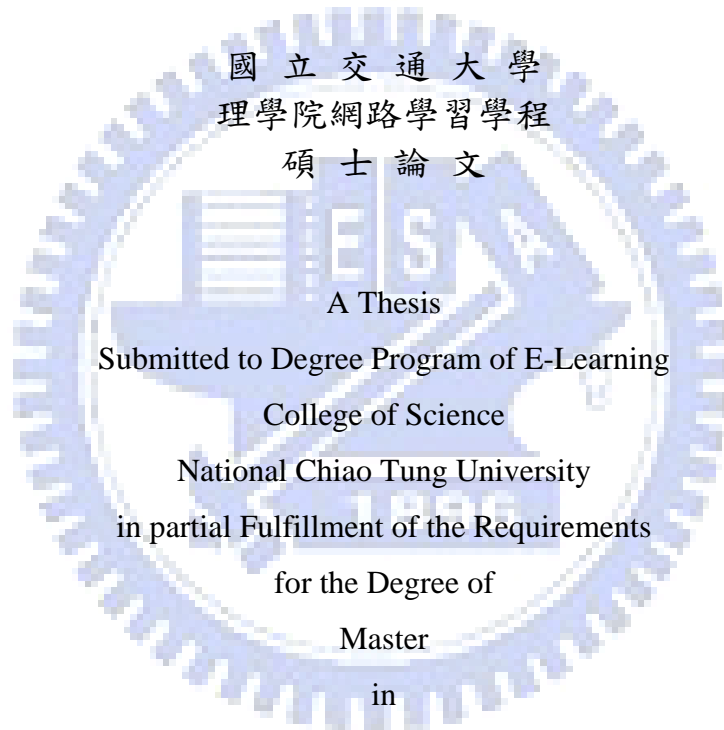 國 立 交 通 大 學
理學院網路學習學程
碩 士 論 文
E S A
A Thesis
Submitted to Degree Program of E-Learning
College of Science
National Chiao Tung University
1896
in partial Fulfillment of the Requirements
for the Degree of
Master
in